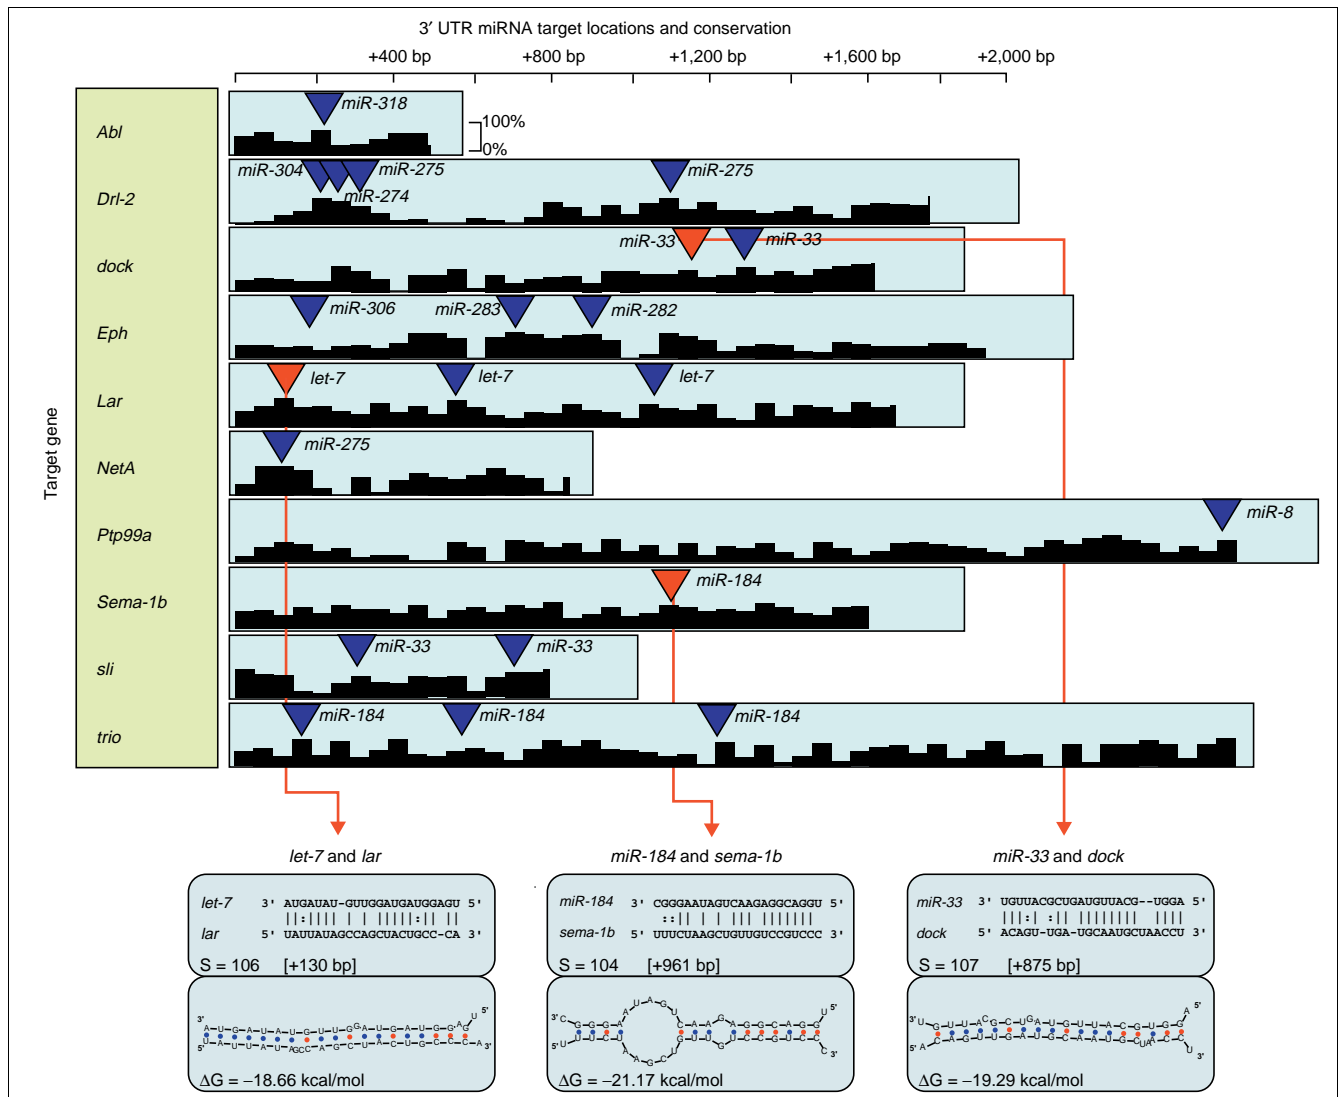 3′ UTR miRNA target locations and conservation
+400 bp +800 bp +1,200 bp +1,600 bp +2,000 bp
Target gene
Abl miR-318 100% 0%
Drl-2 miR-304 miR-274 miR-275 miR-275
dock miR-33 miR-33
Eph miR-306 miR-283 miR-282
Lar let-7 let-7 let-7
NetA miR-275
Ptp99a miR-8
Sema-1b miR-184
sli miR-33 miR-33
trio miR-184 miR-184 miR-184
let-7 and lar
let-7 3' AUGAUAU-GUUGGAUGAUGGAGU 5'
lar 5' UAUUAUAGCCAGCUACUGCC-CA 3'
S = 106 [+130 bp]
ΔG = −18.66 kcal/mol
miR-184 and sema-1b
miR-184 3' CGGGAAUAGUCAAGAGGCAGGU 5'
sema-1b 5' UUUCUAAGCUGUUGUCCGUCCC 3'
S = 104 [+961 bp]
ΔG = −21.17 kcal/mol
miR-33 and dock
miR-33 3' UGUUACGCUGAUGUUACG--UGGA 5'
dock 5' ACAGU-UGA-UGCAAUGCUAACCU 3'
S = 107 [+875 bp]
ΔG = −19.29 kcal/mol